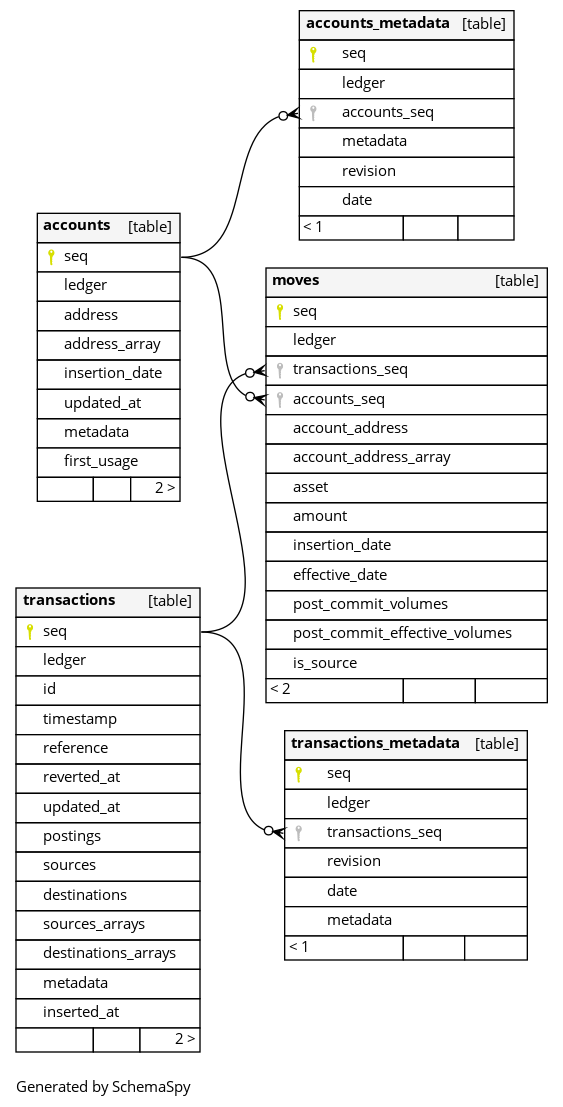 accounts_metadata [table]
seq
ledger
accounts_seq
metadata
revision
date
< 1
accounts [table]
seq
ledger
address
address_array
insertion_date
updated_at
metadata
first_usage
2 >
moves [table]
seq
ledger
transactions_seq
accounts_seq
account_address
account_address_array
asset
amount
insertion_date
effective_date
post_commit_volumes
post_commit_effective_volumes
is_source
< 2
transactions [table]
seq
ledger
id
timestamp
reference
reverted_at
updated_at
postings
sources
destinations
sources_arrays
destinations_arrays
metadata
inserted_at
2 >
transactions_metadata [table]
seq
ledger
transactions_seq
revision
date
metadata
< 1
Generated by SchemaSpy